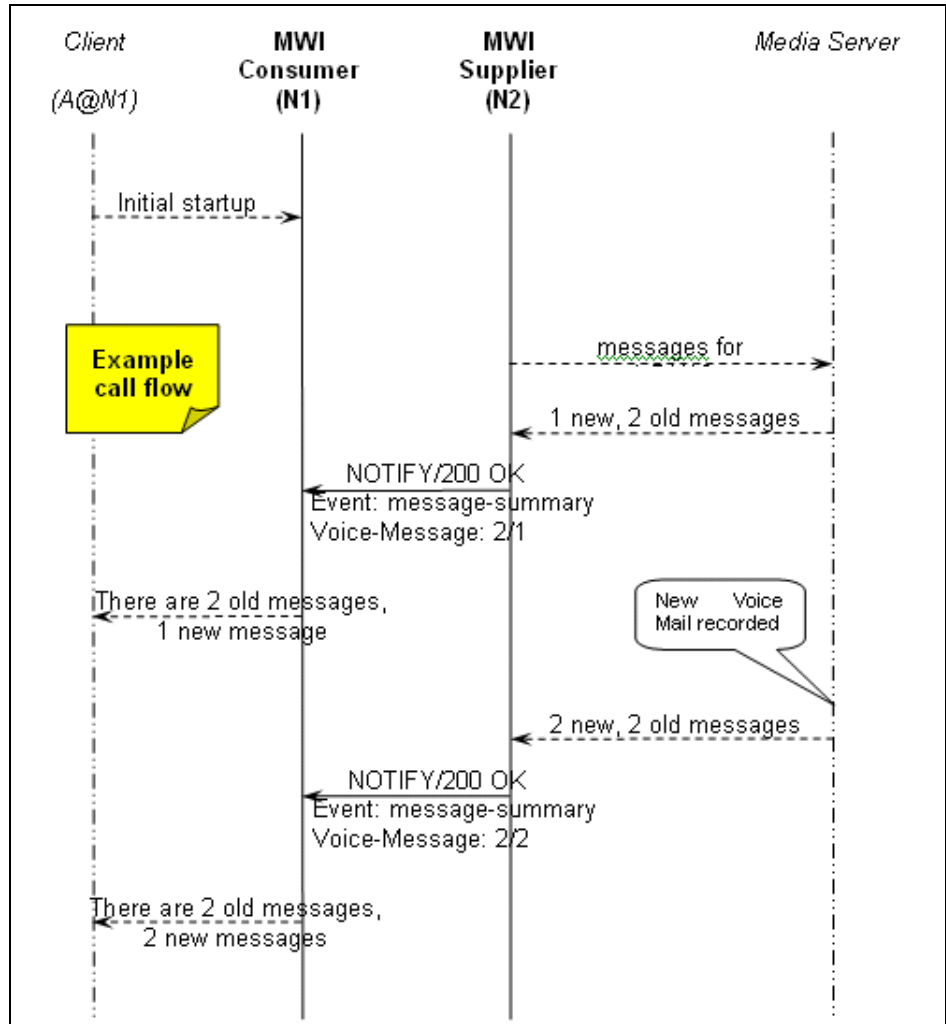 Client
(A@N1)
MWI
Consumer
(N1)
MWI
Supplier
(N2)
Media Server
Initial startup
Example
call flow
messages for
1 new, 2 old messages
NOTIFY/200 OK
Event: message-summary
Voice-Message: 2/1
There are 2 old messages,
1 new message
New Voice
Mail recorded
2 new, 2 old messages
NOTIFY/200 OK
Event: message-summary
Voice-Message: 2/2
There are 2 old messages,
2 new messages